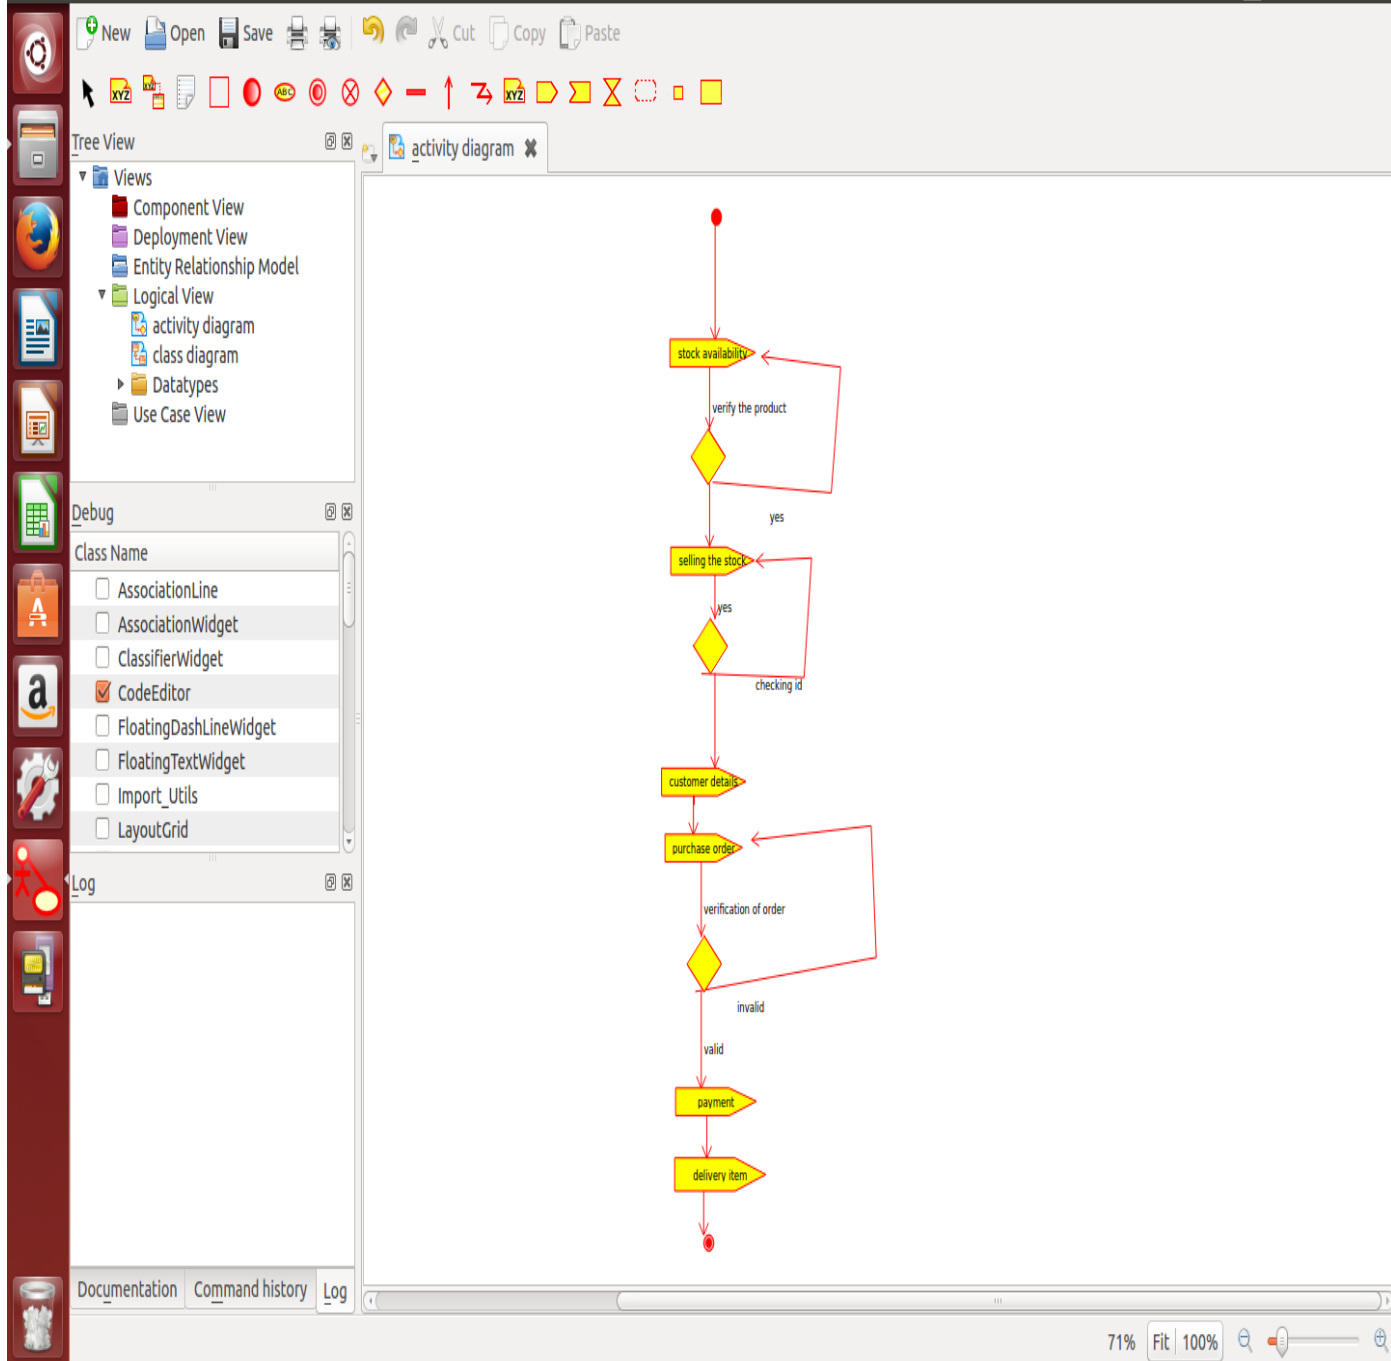 New Open Save Cut Copy Paste
XYZ XYZ ABC XYZ
Tree View
activity diagram
Views
Component View
Deployment View
Entity Relationship Model
Logical View
activity diagram
class diagram
Datatypes
Use Case View
Debug
Class Name
AssociationLine
AssociationWidget
ClassifierWidget
CodeEditor
FloatingDashLineWidget
FloatingTextWidget
Import_Utils
LayoutGrid
Log
Documentation Command history Log
stock availability
verify the product
yes
selling the stock
yes
checking id
customer details
purchase order
verification of order
invalid
valid
payment
delivery item
71% Fit 100%